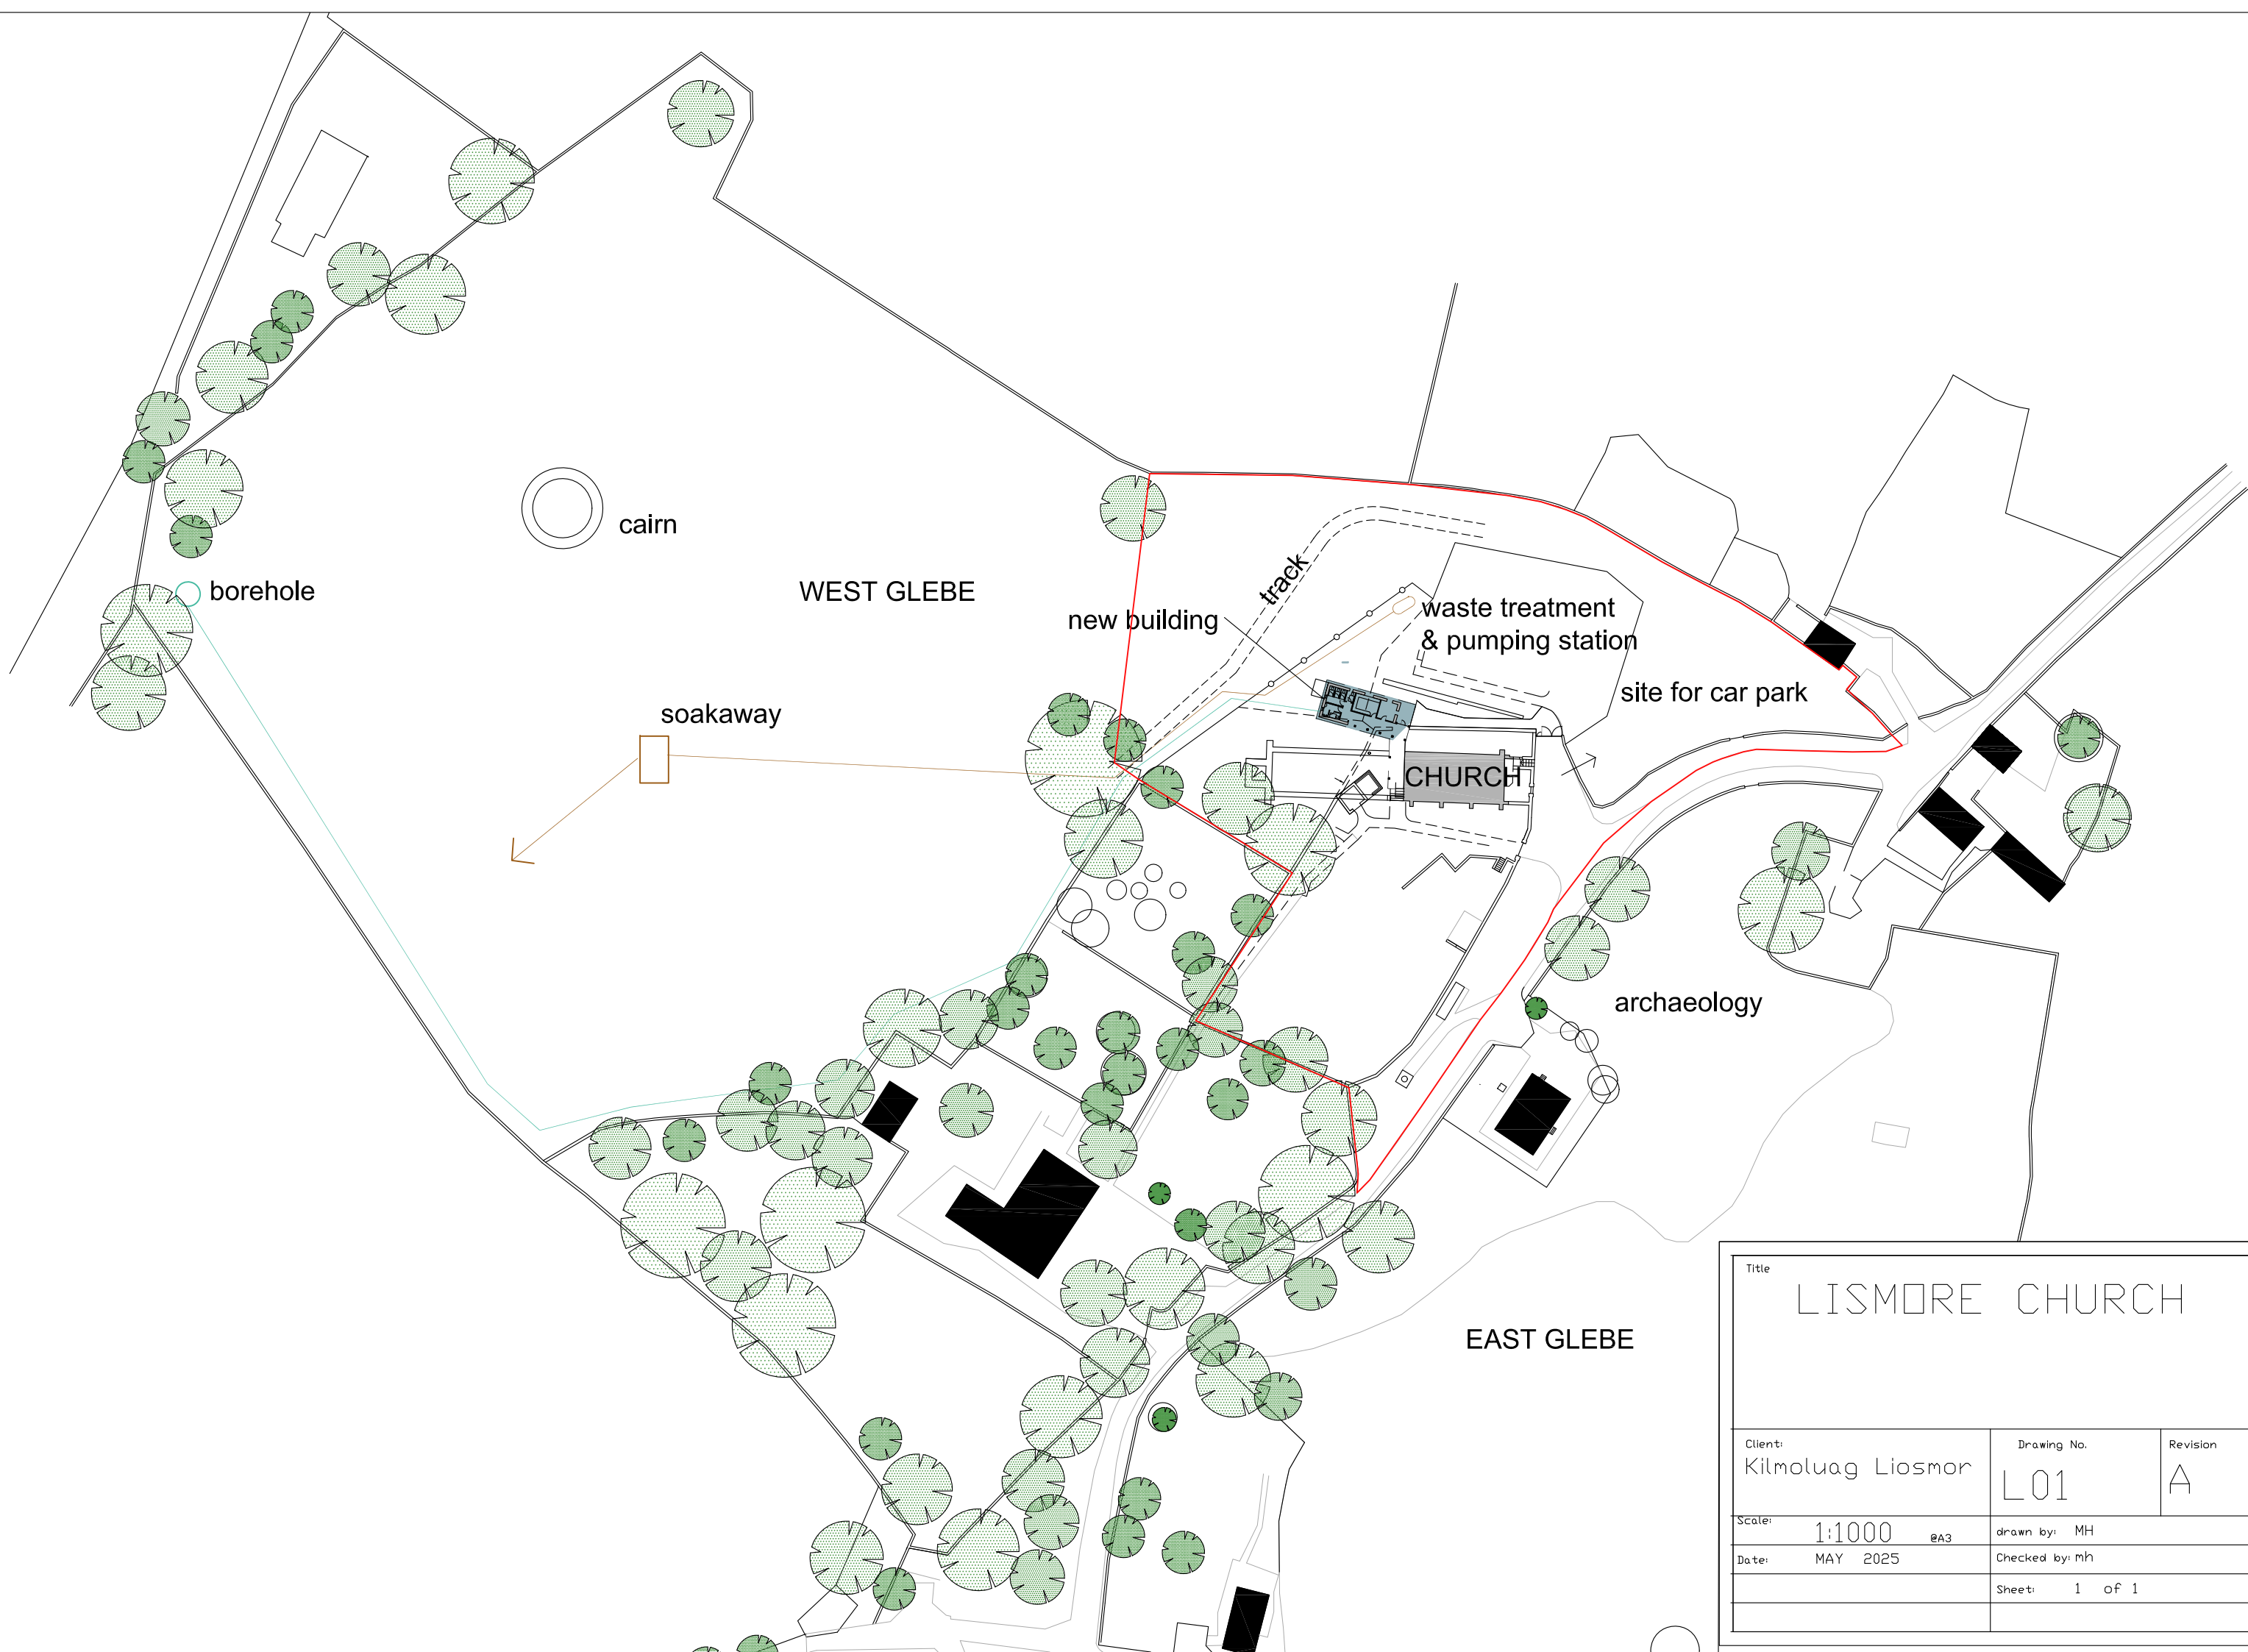 cairn
borehole
WEST GLEBE
track
new building
waste treatment
& pumping station
soakaway
site for car park
CHURCH
archaeology
EAST GLEBE
Title
LISMORE CHURCH
Client:
Kilmoluag Liosmor
Drawing No.
L01
Revision
A
Scale: 1:1000 @A3
drawn by: MH
Date: MAY 2025
Checked by: mh
Sheet: 1 of 1